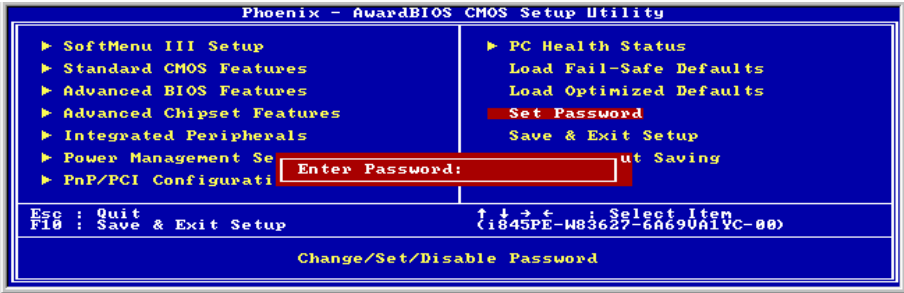 Phoenix - AwardBIOS CMOS Setup Utility
SoftMenu III Setup
Standard CMOS Features
Advanced BIOS Features
Advanced Chipset Features
Integrated Peripherals
Power Management Se
PnP/PCI Configurati
PC Health Status
Load Fail-Safe Defaults
Load Optimized Defaults
Set Password
Save & Exit Setup
ut Saving
Enter Password:
Esc : Quit
F10 : Save & Exit Setup
↑ ↓ → ← : Select Item
(i845PE-W83627-6A69VA1YC-00)
Change/Set/Disable Password